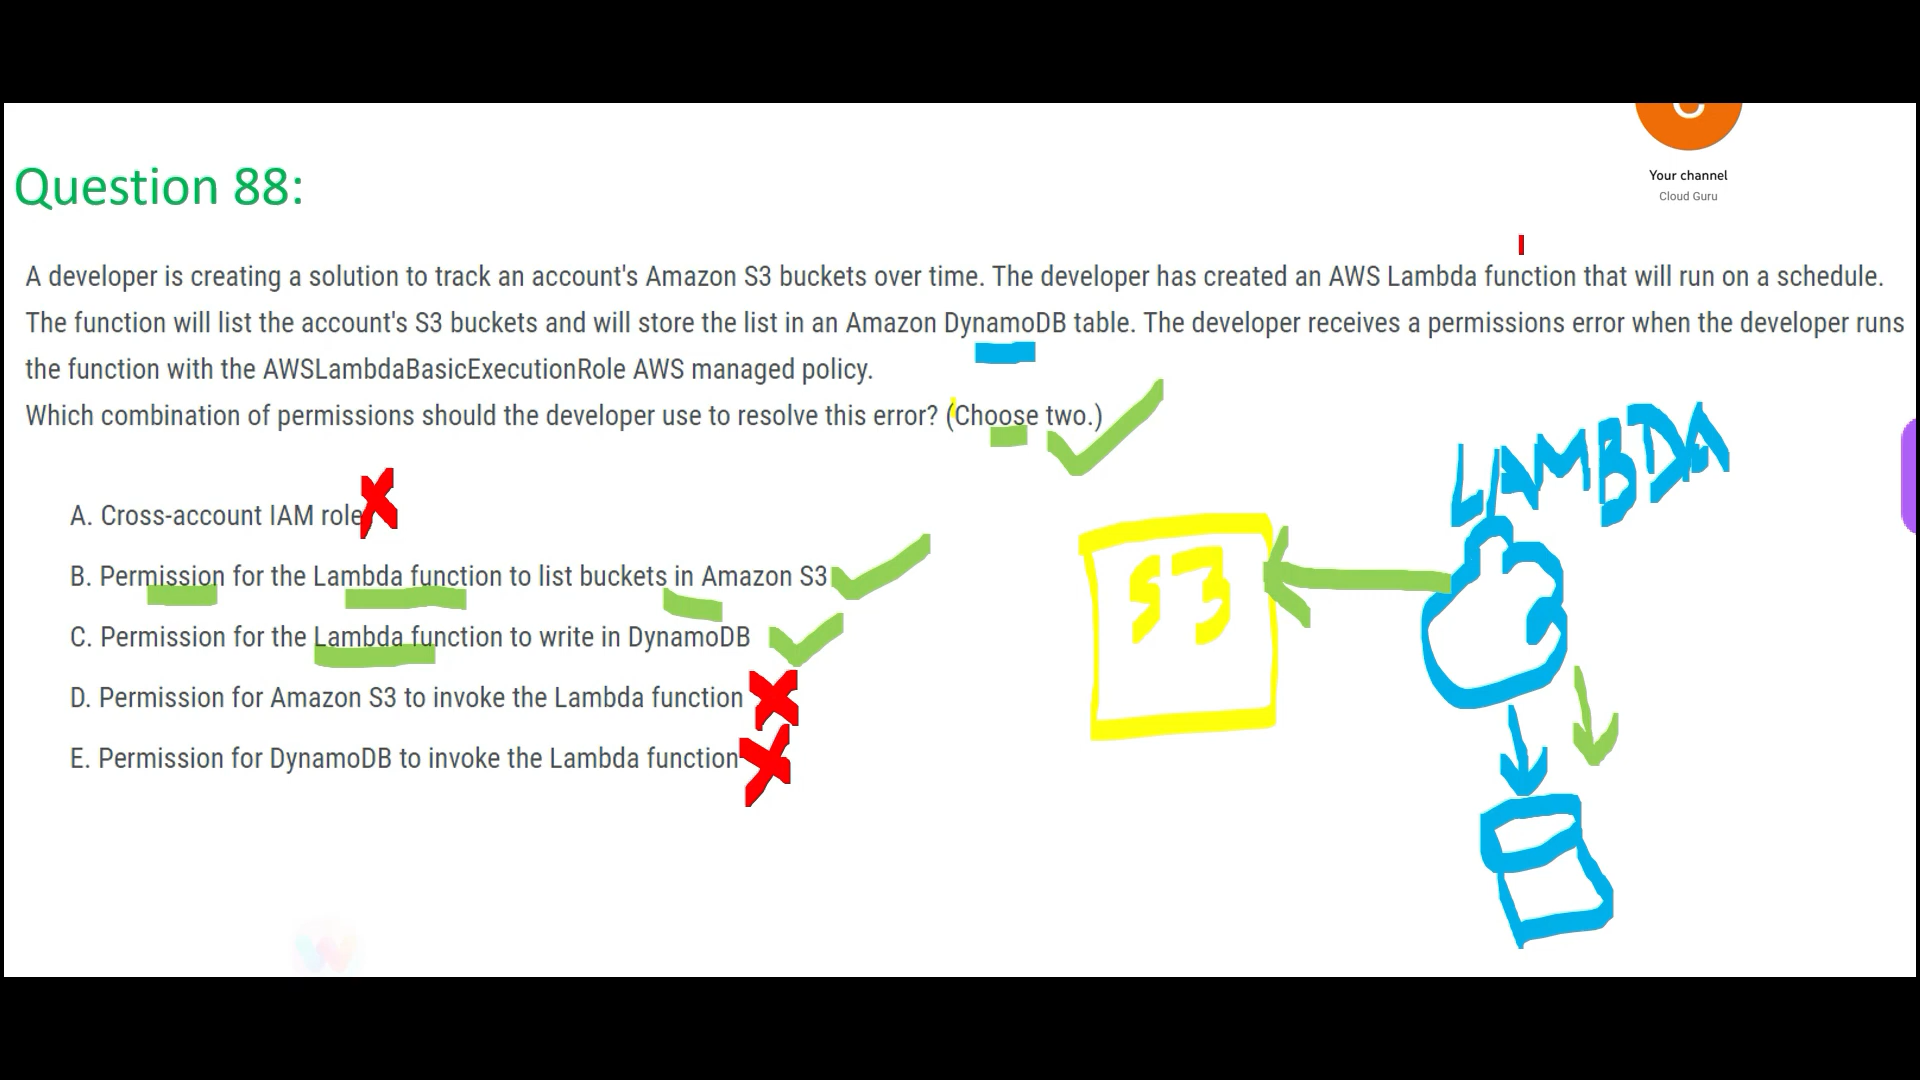 C
Your channel
Cloud Guru
Question 88:
A developer is creating a solution to track an account's Amazon S3 buckets over time. The developer has created an AWS Lambda function that will run on a schedule.
The function will list the account's S3 buckets and will store the list in an Amazon DynamoDB table. The developer receives a permissions error when the developer runs
the function with the AWSLambdaBasicExecutionRole AWS managed policy.
Which combination of permissions should the developer use to resolve this error? (Choose two.)
A. Cross-account IAM role
B. Permission for the Lambda function to list buckets in Amazon S3
C. Permission for the Lambda function to write in DynamoDB
D. Permission for Amazon S3 to invoke the Lambda function
E. Permission for DynamoDB to invoke the Lambda function
LAMBDA
S3